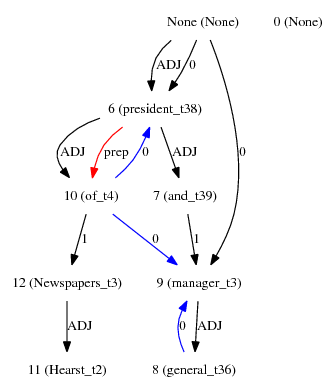 None (None) 0 (None)
ADJ 0
6 (president_t38)
ADJ prep 0 ADJ 0
10 (of_t4) 7 (and_t39)
1 0 1
12 (Newspapers_t3) 9 (manager_t3)
ADJ 0 ADJ
11 (Hearst_t2) 8 (general_t36)